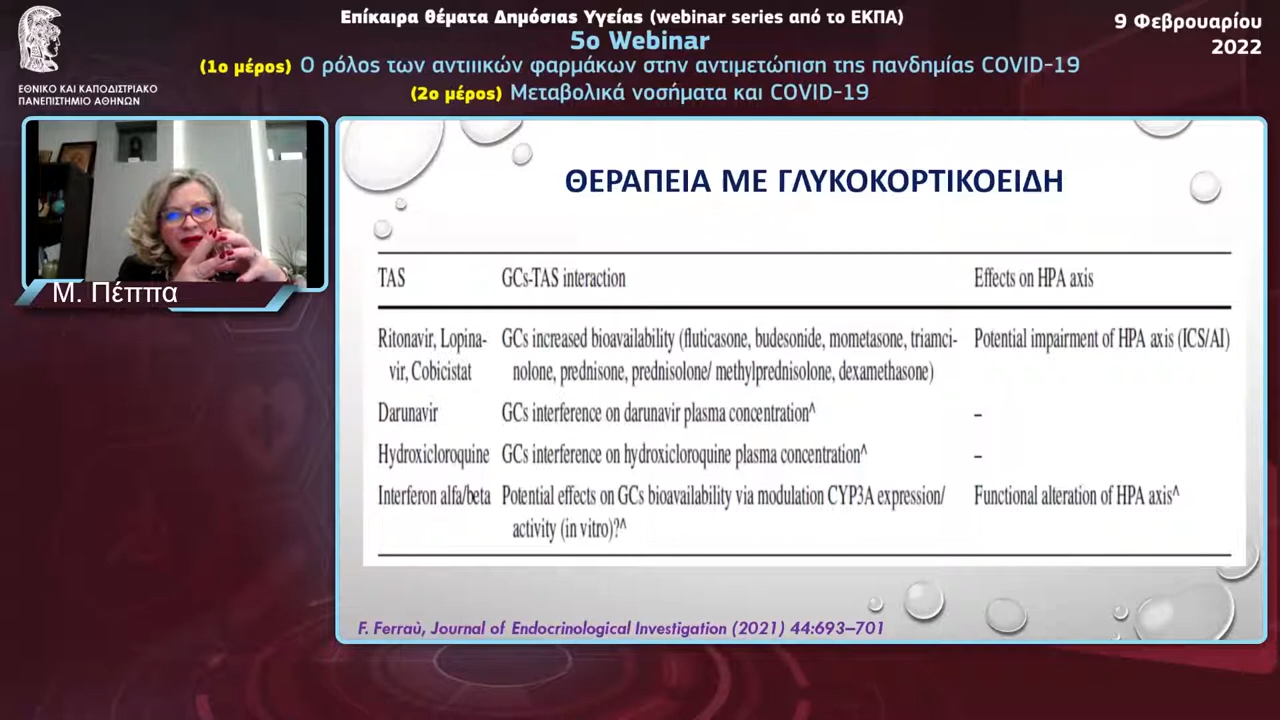 Επίκαιρα θέματα Δημόσιας Υγείας (webinar series από το ΕΚΠΑ)
5ο Webinar
(1ο μέρος) Ο ρόλος των αντιιικών φαρμάκων στην αντιμετώπιση της πανδημίας COVID-19
(2ο μέρος) Μεταβολικά νοσήματα και COVID-19
9 Φεβρουαρίου
2022
ΕΘΝΙΚΟ ΚΑΙ ΚΑΠΟΔΙΣΤΡΙΑΚΟ
ΠΑΝΕΠΙΣΤΗΜΙΟ ΑΘΗΝΩΝ
Μ. Πέππα
ΘΕΡΑΠΕΙΑ ΜΕ ΓΛΥΚΟΚΟΡΤΙΚΟΕΙΔΗ
TAS GCs-TAS interaction Effects on HPA axis
Ritonavir, Lopina- GCs increased bioavailability (fluticasone, budesonide, mometasone, triamci- Potential impairment of HPA axis (ICS/AI)
vir, Cobicistat nolone, prednisone, prednisolone/ methylprednisolone, dexamethasone)
Darunavir GCs interference on darunavir plasma concentration^ –
Hydroxicloroquine GCs interference on hydroxicloroquine plasma concentration^ –
Interferon alfa/beta Potential effects on GCs bioavailability via modulation CYP3A expression/ Functional alteration of HPA axis^
activity (in vitro)?^
F. Ferraù, Journal of Endocrinological Investigation (2021) 44:693–701